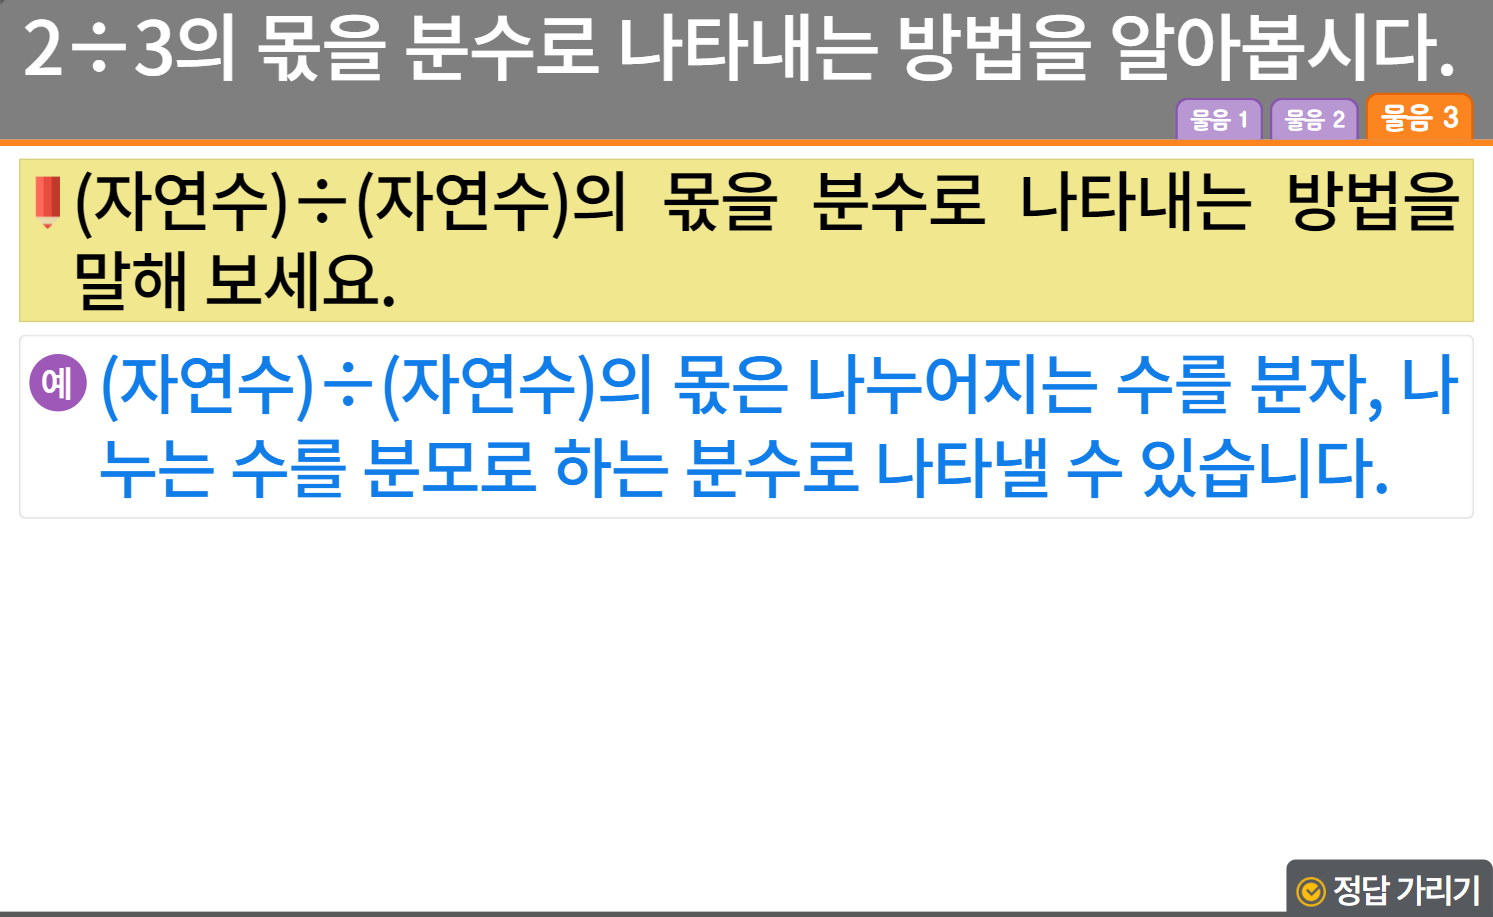 2÷3의 몫을 분수로 나타내는 방법을 알아봅시다.
물음 1 물음 2 물음 3
(자연수)÷(자연수)의 몫을 분수로 나타내는 방법을
말해 보세요.
예 (자연수)÷(자연수)의 몫은 나누어지는 수를 분자, 나
누는 수를 분모로 하는 분수로 나타낼 수 있습니다.
정답 가리기